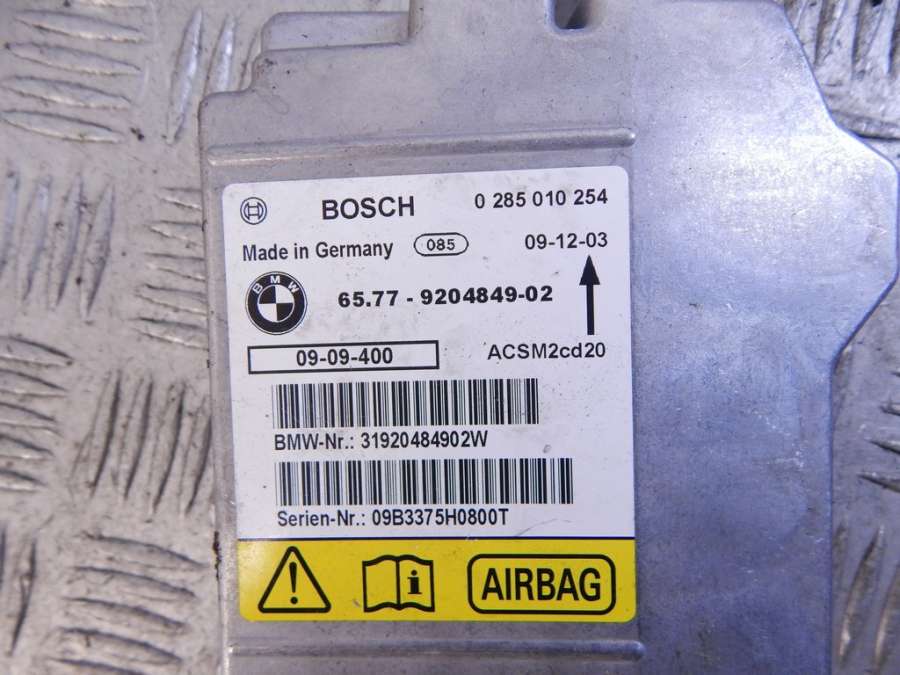 BOSCH 0 285 010 254
Made in Germany 085 09-12-03
BMW 65.77 - 9204849-02
09-09-400 ACSM2cd20
BMW-Nr.: 31920484902W
Serien-Nr.: 09B3375H0800T
! i AIRBAG